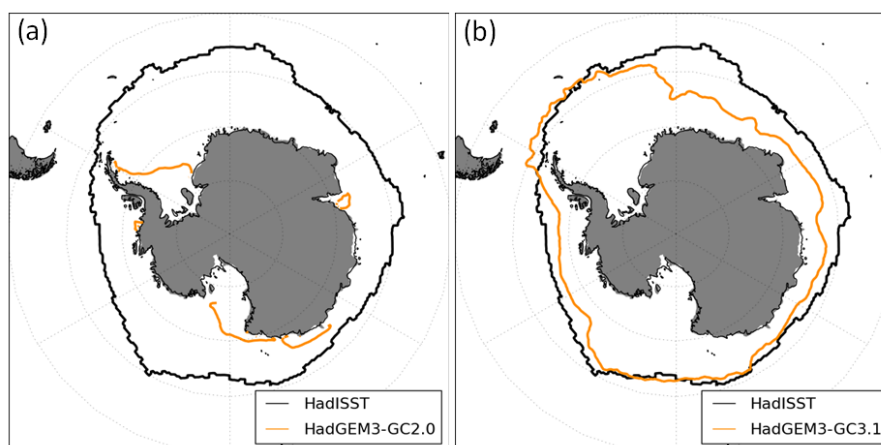 (a)
HadISST
HadGEM3-GC2.0
(b)
HadISST
HadGEM3-GC3.1